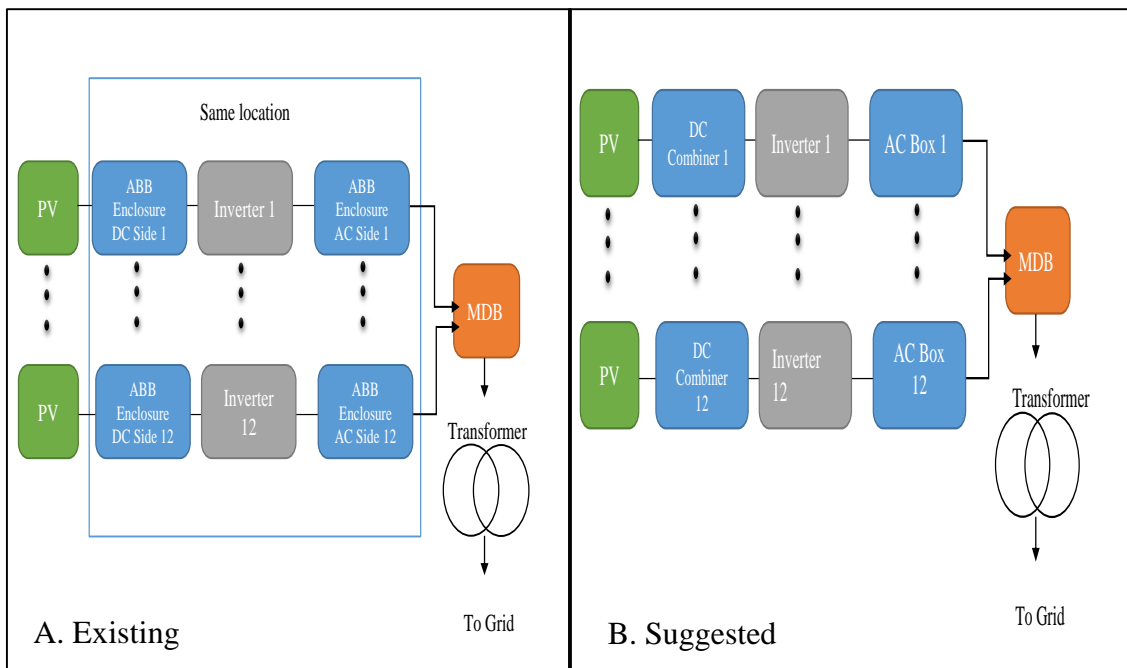 Same location
PV
ABB
Enclosure
DC Side 1
Inverter 1
ABB
Enclosure
AC Side 1
PV
ABB
Enclosure
DC Side 12
Inverter
12
ABB
Enclosure
AC Side 12
MDB
Transformer
To Grid
A. Existing
PV
DC
Combiner 1
Inverter 1
AC Box 1
PV
DC
Combiner
12
Inverter
12
AC Box
12
MDB
Transformer
To Grid
B. Suggested